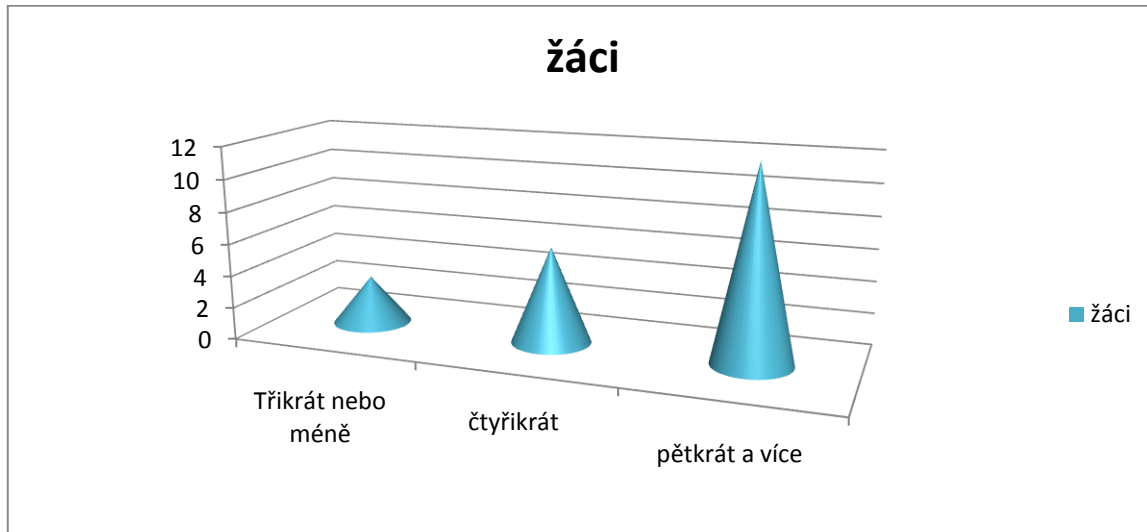 žáci
12
10
8
6
4
2
0
Třikrát nebo
méně
čtyřikrát
pětkrát a více
žáci